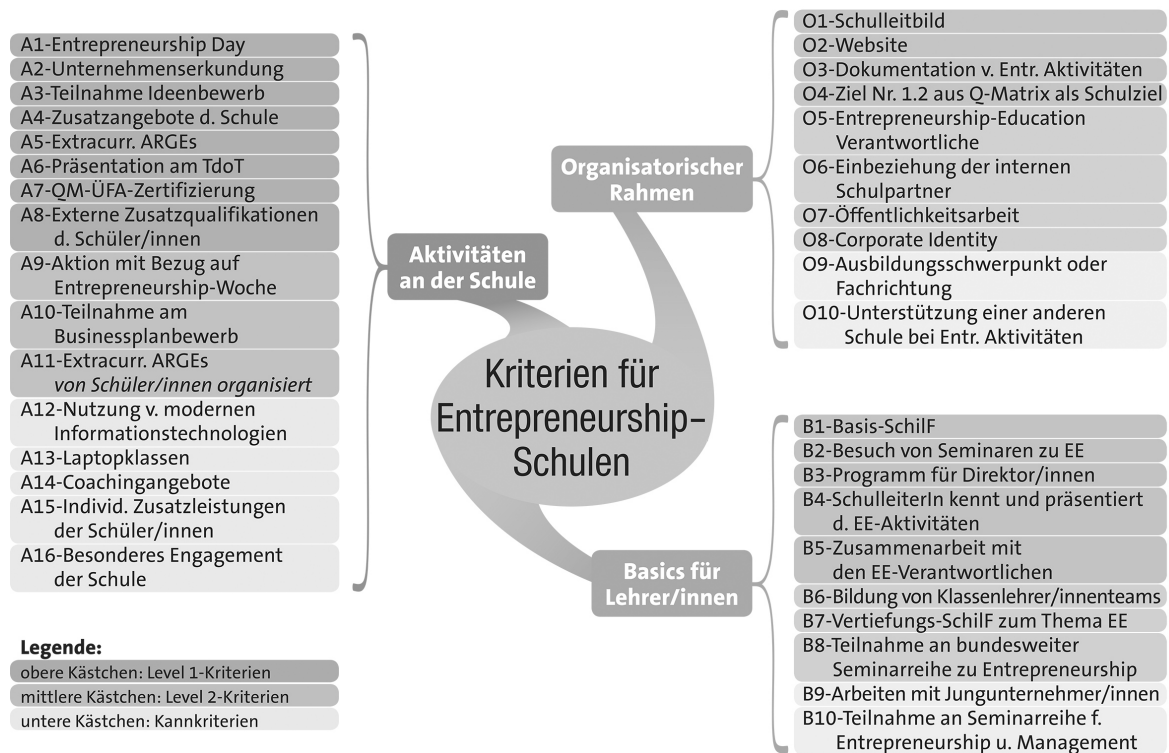 A1-Entrepreneurship Day
A2-Unternehmenserkundung
A3-Teilnahme Ideenbewerb
A4-Zusatzangebote d. Schule
A5-Extracurr. ARGEs
A6-Präsentation am TdoT
A7-QM-ÜFA-Zertifizierung
A8-Externe Zusatzqualifikationen
d. Schüler/innen
A9-Aktion mit Bezug auf
Entrepreneurship-Woche
A10-Teilnahme am
Businessplanbewerb
A11-Extracurr. ARGEs
von Schüler/innen organisiert
A12-Nutzung v. modernen
Informationstechnologien
A13-Laptopklassen
A14-Coachingangebote
A15-Individ. Zusatzleistungen
der Schüler/innen
A16-Besonderes Engagement
der Schule
Aktivitäten
an der Schule
Kriterien für
Entrepreneurship-
Schulen
Organisatorischer
Rahmen
O1-Schulleitbild
O2-Website
O3-Dokumentation v. Entr. Aktivitäten
O4-Ziel Nr. 1.2 aus Q-Matrix als Schulziel
O5-Entrepreneurship-Education
Verantwortliche
O6-Einbeziehung der internen
Schulpartner
O7-Öffentlichkeitsarbeit
O8-Corporate Identity
O9-Ausbildungsschwerpunkt oder
Fachrichtung
O10-Unterstützung einer anderen
Schule bei Entr. Aktivitäten
Basics für
Lehrer/innen
B1-Basis-SchilF
B2-Besuch von Seminaren zu EE
B3-Programm für Direktor/innen
B4-SchulleiterIn kennt und präsentiert
d. EE-Aktivitäten
B5-Zusammenarbeit mit
den EE-Verantwortlichen
B6-Bildung von Klassenlehrer/innenteams
B7-Vertiefungs-SchilF zum Thema EE
B8-Teilnahme an bundesweiter
Seminarreihe zu Entrepreneurship
B9-Arbeiten mit Jungunternehmer/innen
B10-Teilnahme an Seminarreihe f.
Entrepreneurship u. Management
Legende:
obere Kästchen: Level 1-Kriterien
mittlere Kästchen: Level 2-Kriterien
untere Kästchen: Kannkriterien